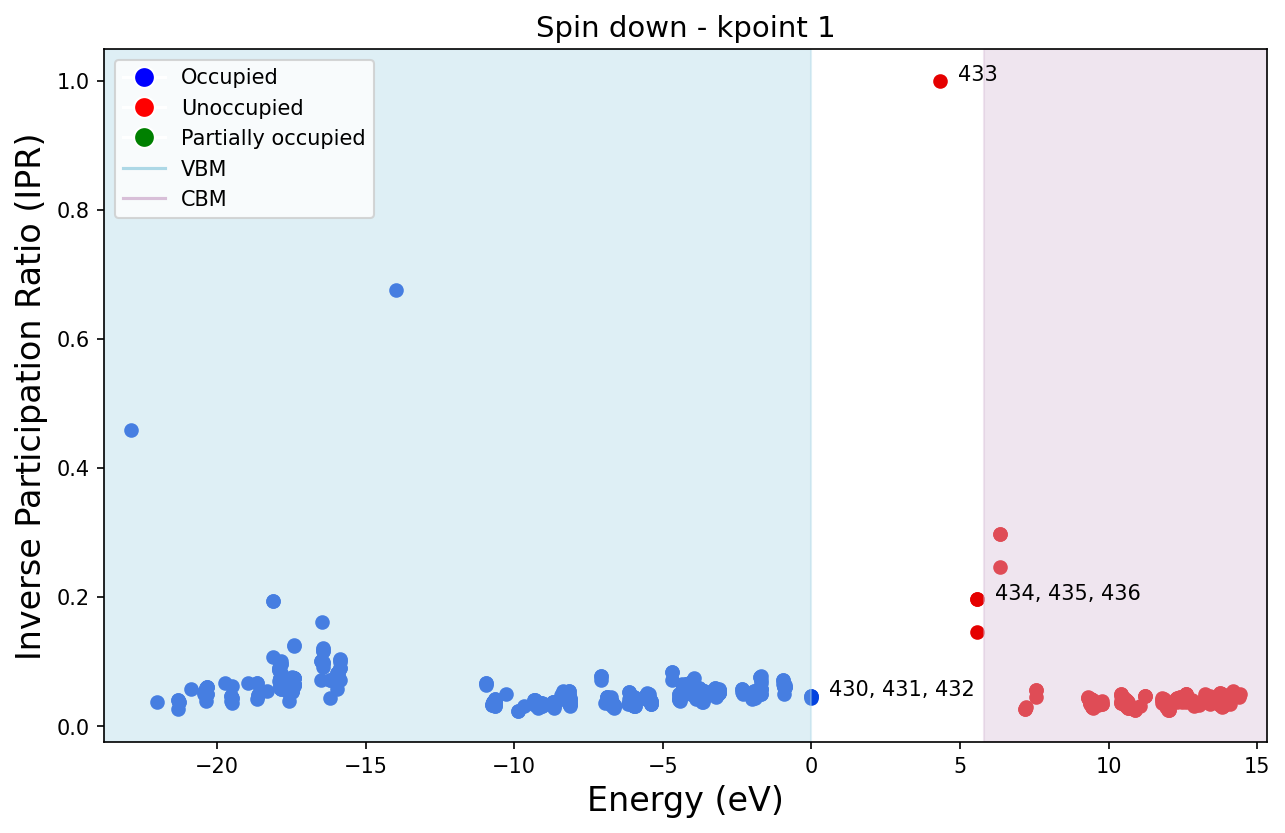 Spin down - kpoint 1
Inverse Participation Ratio (IPR)
1.0
0.8
0.6
0.4
0.2
0.0
Occupied
Unoccupied
Partially occupied
VBM
CBM
433
434, 435, 436
430, 431, 432
−20
−15
−10
−5
0
5
10
15
Energy (eV)